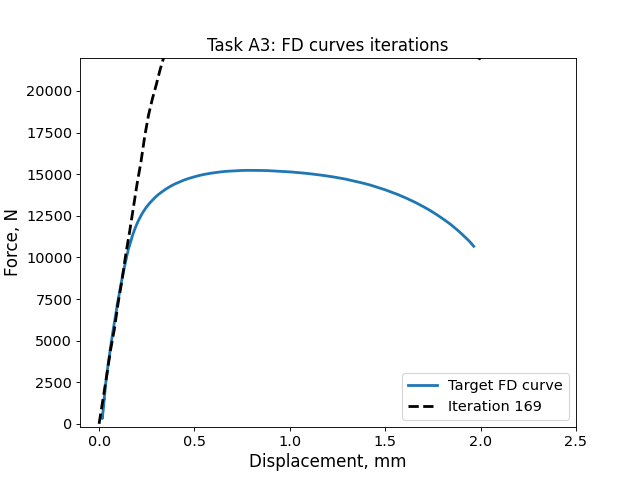 Task A3: FD curves iterations
Force, N
20000
17500
15000
12500
10000
7500
5000
2500
0
0.0 0.5 1.0 1.5 2.0 2.5
Displacement, mm
Target FD curve
Iteration 169